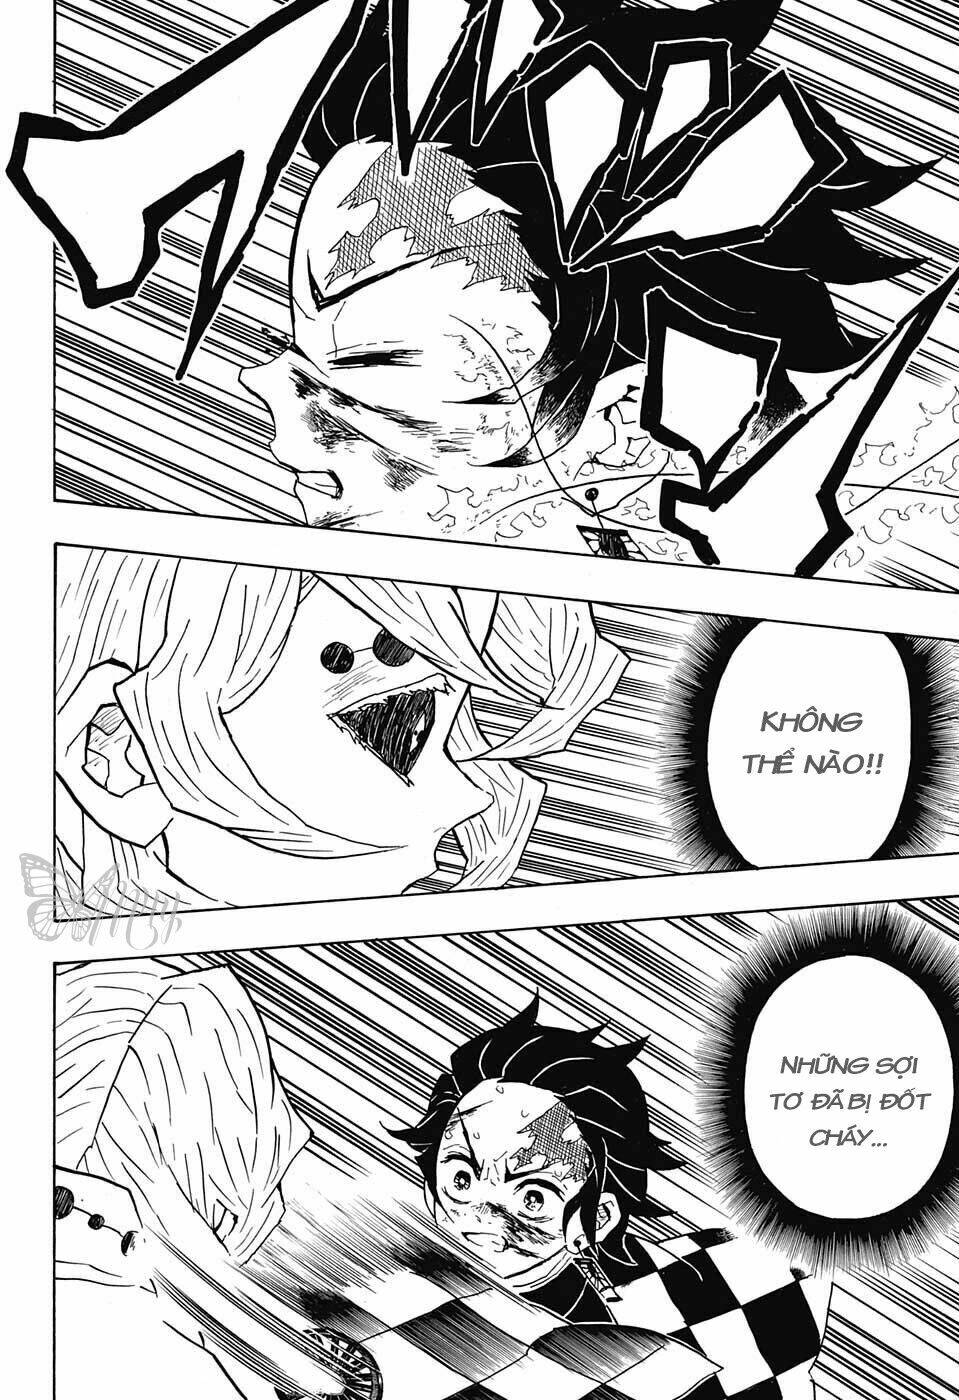 KHÔNG
THỂ NÀO!!
NHỮNG SỢI
TƠ ĐÃ BỊ ĐỐT
CHÁY...